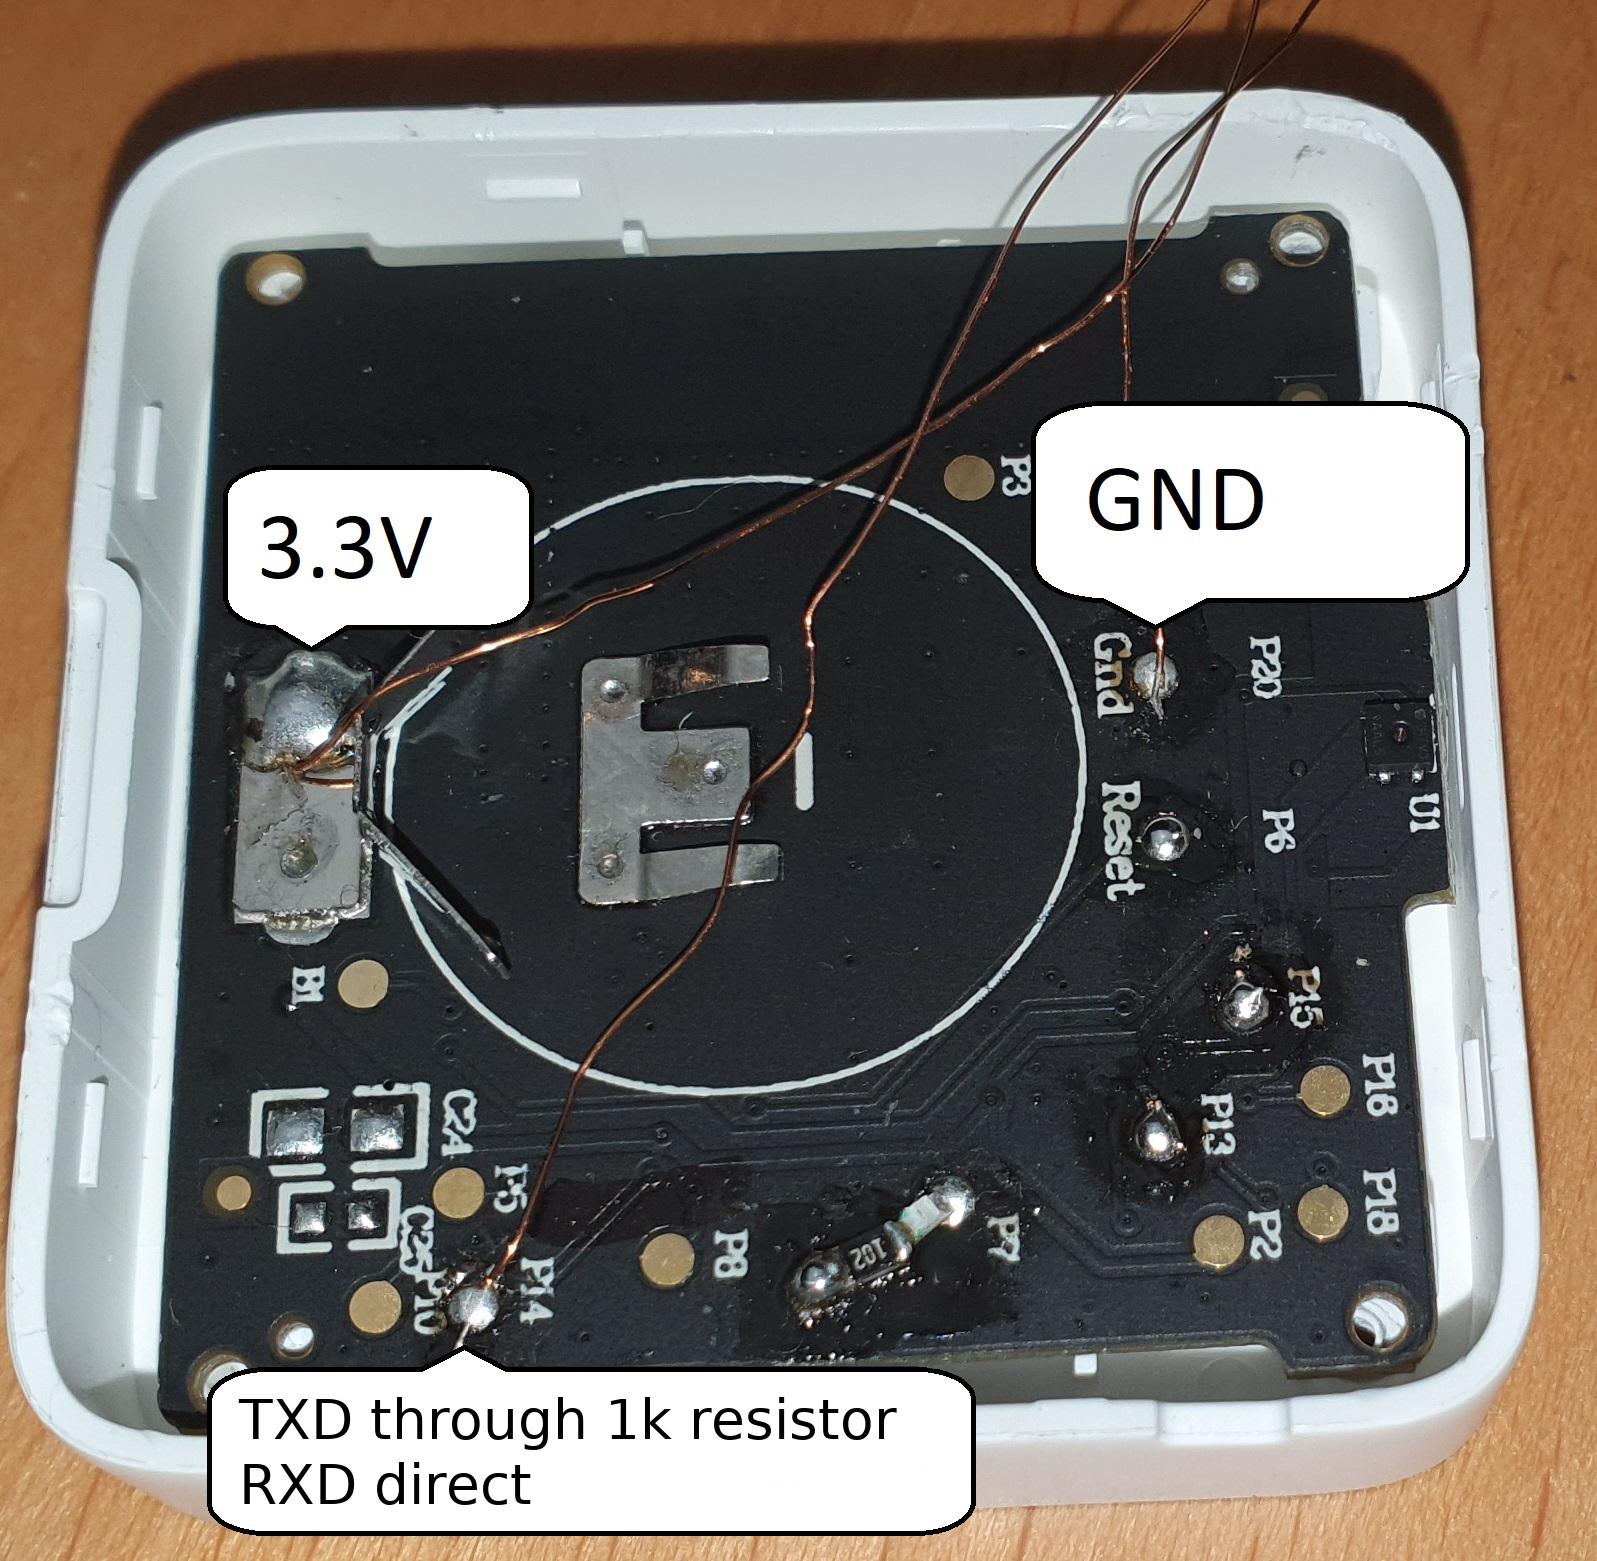 P3
GND
3.3V
Gnd
P20
Reset
P6
U1
B1
P15
P16
C24
P13
P5
P18
C25
P7
P2
P8
P14
P10
102
TXD through 1k resistor
RXD direct